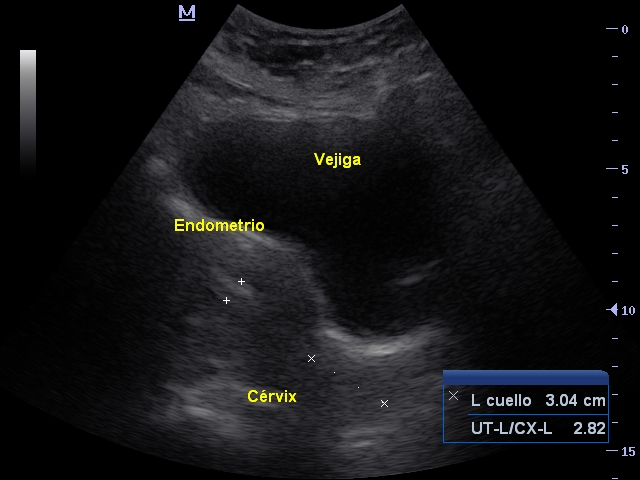 M
0
Vejiga
5
Endometrio
10
Cérvix
L cuello 3.04 cm
UT-L/CX-L 2.82
15